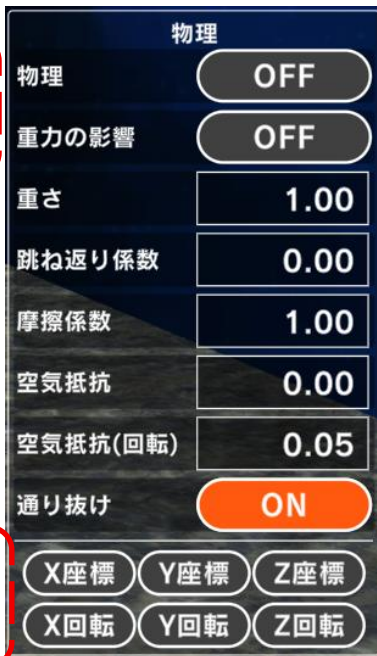 物理
物理 OFF
重力の影響 OFF
重さ 1.00
跳ね返り係数 0.00
摩擦係数 1.00
空気抵抗 0.00
空気抵抗(回転) 0.05
通り抜け ON
X座標 Y座標 Z座標
X回転 Y回転 Z回転